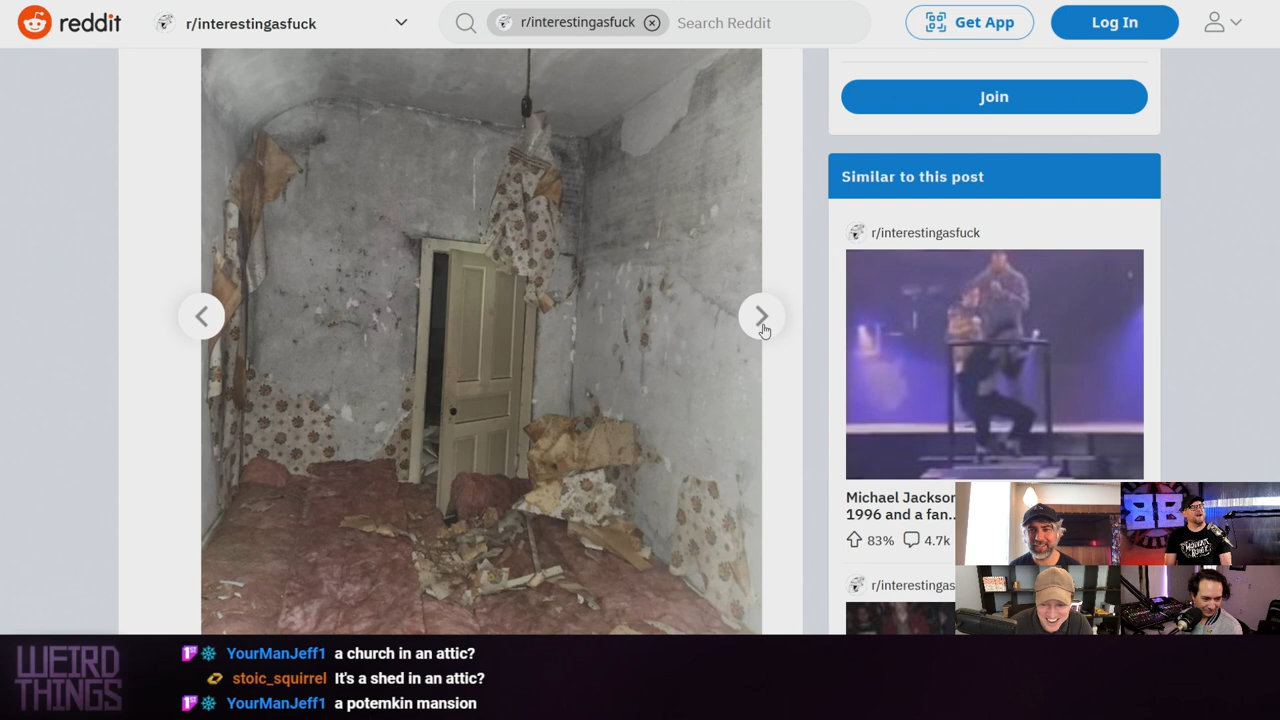 reddit
r/interestingasfuck
r/interestingasfuck
Search Reddit
Get App
Log In
Join
Similar to this post
r/interestingasfuck
Michael Jackson
1996 and a fan..
83%
4.7k
r/interestingas
BB
WEIRD
THINGS
YourManJeff1 a church in an attic?
stoic_squirrel It's a shed in an attic?
YourManJeff1 a potemkin mansion